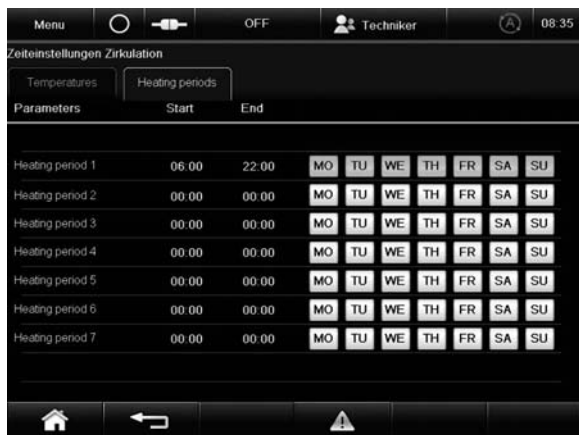 Menu OFF Techniker A 08:35
Zeiteinstellungen Zirkulation
Temperatures Heating periods
Parameters Start End
Heating period 1 06:00 22:00 MO TU WE TH FR SA SU
Heating period 2 00:00 00:00 MO TU WE TH FR SA SU
Heating period 3 00:00 00:00 MO TU WE TH FR SA SU
Heating period 4 00:00 00:00 MO TU WE TH FR SA SU
Heating period 5 00:00 00:00 MO TU WE TH FR SA SU
Heating period 6 00:00 00:00 MO TU WE TH FR SA SU
Heating period 7 00:00 00:00 MO TU WE TH FR SA SU